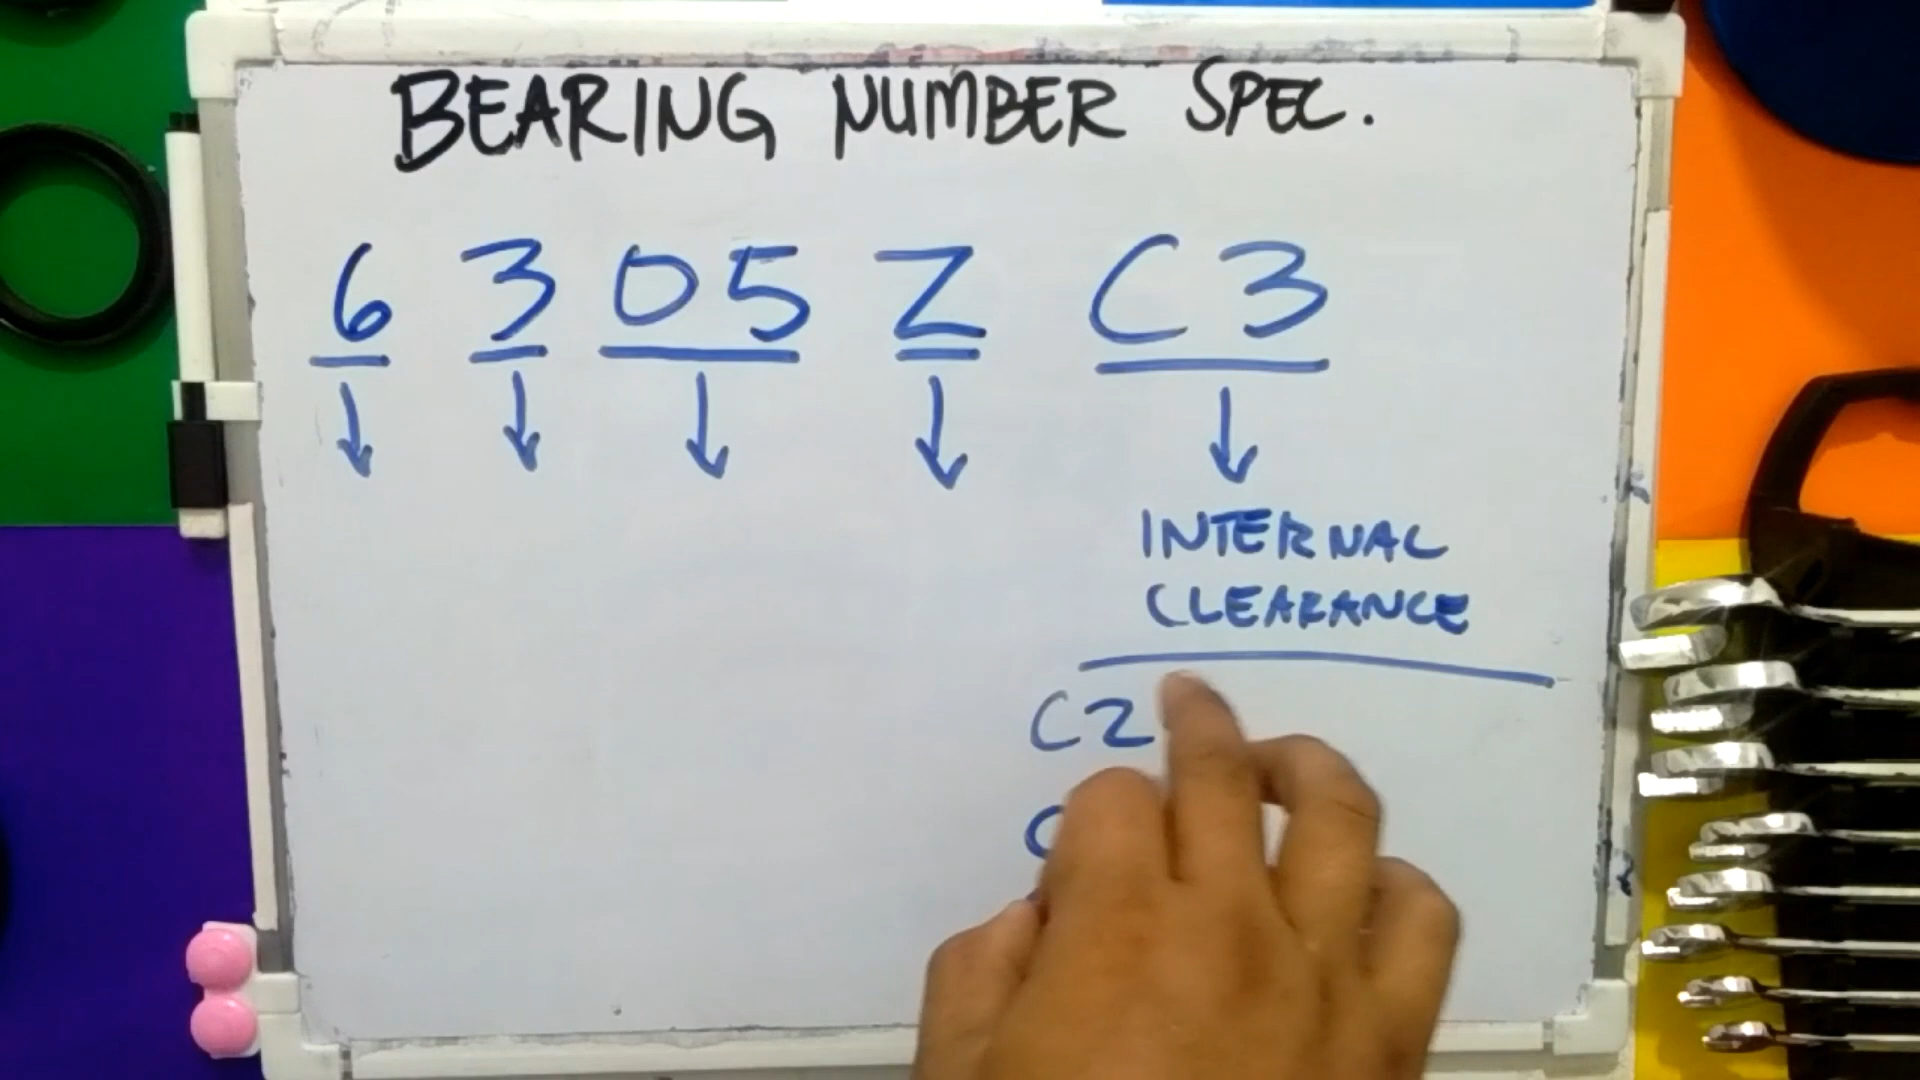 BEARING NUMBER SPEC.
6 3 05 Z C3
INTERNAL
CLEARANCE
C2